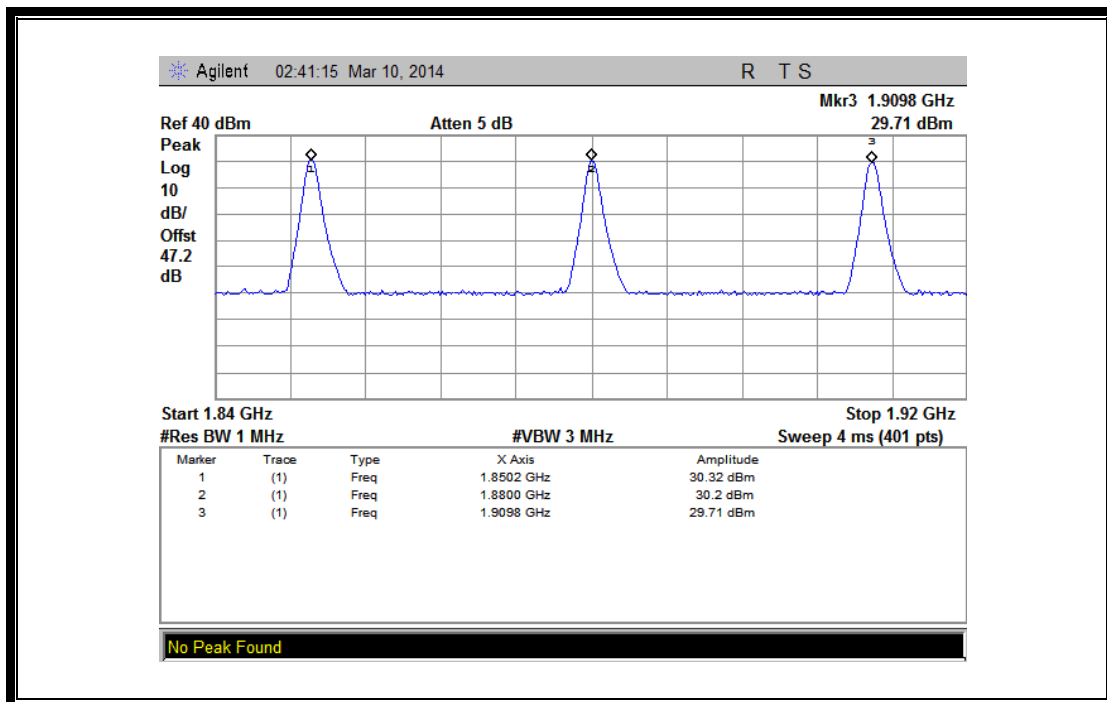 Agilent 02:41:15 Mar 10, 2014 R T S
Mkr3 1.9098 GHz
Ref 40 dBm Atten 5 dB 29.71 dBm
Peak
Log
10
dB/
Offst
47.2
dB
1 2 3
Start 1.84 GHz Stop 1.92 GHz
#Res BW 1 MHz #VBW 3 MHz Sweep 4 ms (401 pts)
Marker Trace Type X Axis Amplitude
1 (1) Freq 1.8502 GHz 30.32 dBm
2 (1) Freq 1.8800 GHz 30.2 dBm
3 (1) Freq 1.9098 GHz 29.71 dBm
No Peak Found